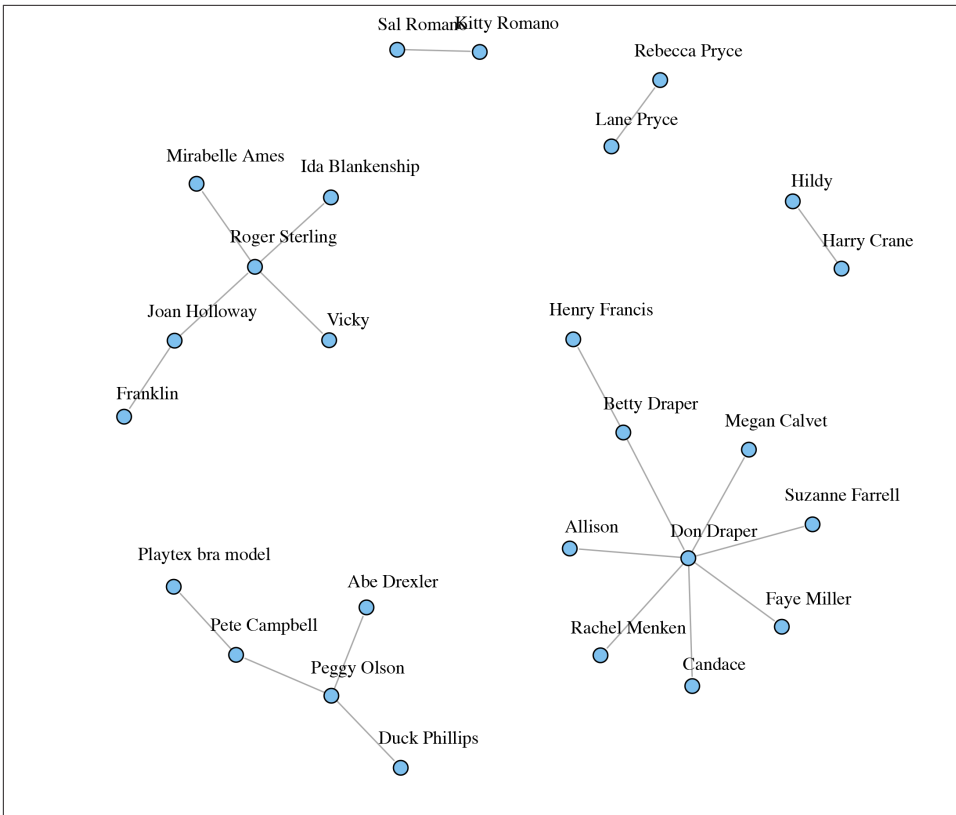 Sal Romano
Kitty Romano
Rebecca Pryce
Lane Pryce
Mirabelle Ames
Ida Blankenship
Hildy
Roger Sterling
Harry Crane
Joan Holloway
Vicky
Henry Francis
Franklin
Betty Draper
Megan Calvet
Suzanne Farrell
Allison
Don Draper
Playtex bra model
Abe Drexler
Faye Miller
Pete Campbell
Rachel Menken
Peggy Olson
Candace
Duck Phillips